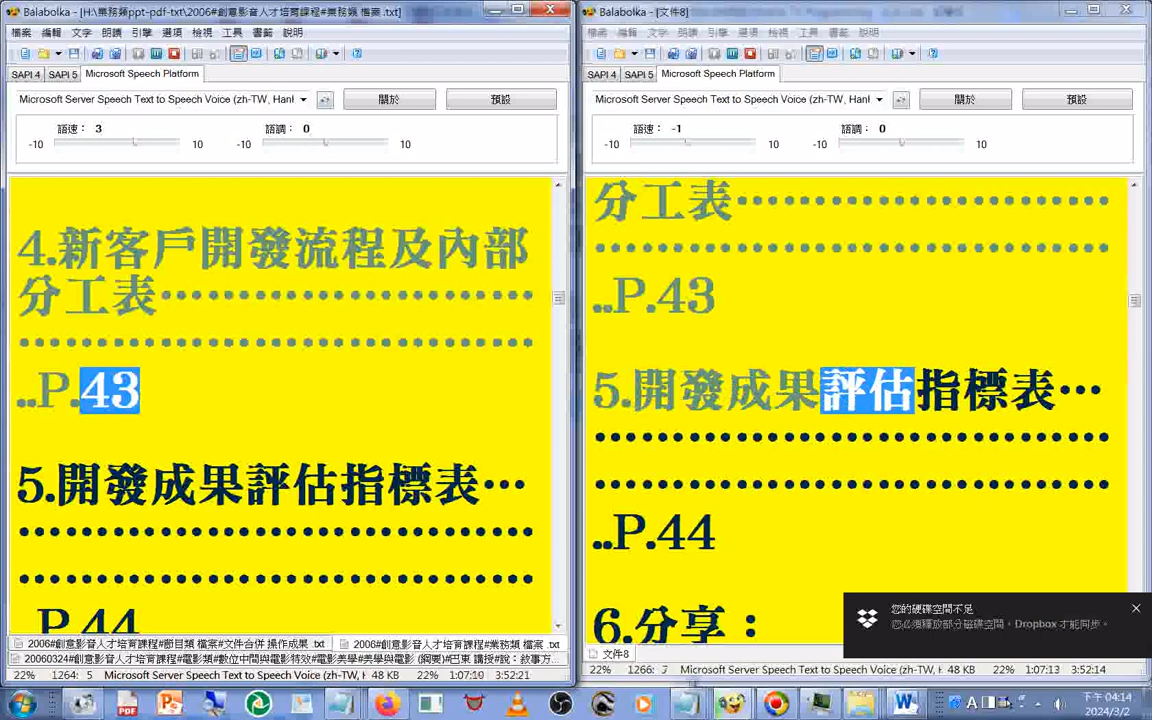 Balabolka - [H:\業務類ppt-pdf-txt\2006#創意影音人才培育課程#業務類 檔案 .txt]
檔案 編輯 文字 朗讀 引擎 選項 檢視 工具 書籤 說明
SAPI 4 SAPI 5 Microsoft Speech Platform
Microsoft Server Speech Text to Speech Voice (zh-TW, Han
關於 預設
語速： 3 語調： 0
-10 10 -10 10
4.新客戶開發流程及內部
分工表…………………
…………………………
..P.43
5.開發成果評估指標表…
…………………………
…………………………
..P.44
2006#創意影音人才培育課程#節目類 檔案#文件合併 操作成果 .txt
2006#創意影音人才培育課程#業務類 檔案 .txt
20060324#創意影音人才培育課程#電影類#數位中間與電影特效#電影美學#美學與電影 (綱要)#巴東 講授#說：敘事方...
22% 1264: 5 Microsoft Server Speech Text to Speech Voice (zh-TW, Hal 48 KB 1:07:10 3:52:21
Balabolka - [文件8]
檔案 編輯 文字 朗讀 引擎 選項 檢視 工具 書籤 說明
SAPI 4 SAPI 5 Microsoft Speech Platform
Microsoft Server Speech Text to Speech Voice (zh-TW, Han
關於 預設
語速： -1 語調： 0
-10 10 -10 10
分工表…………………
…………………………
..P.43
5.開發成果評估指標表…
…………………………
…………………………
..P.44
6.分享：
文件8
22% 1266: 7 Microsoft Server Speech Text to Speech Voice (zh-TW, Hal 48 KB 1:07:13 3:52:14
您的硬碟空間不足
您必須釋放部分磁碟空間，Dropbox 才能同步。
下午 04:14
2024/3/2